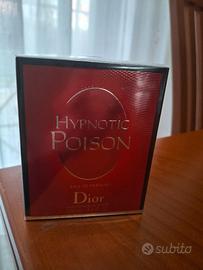 HYPNOTIC
POISON
EAU DE PARFUM
Dior
subito